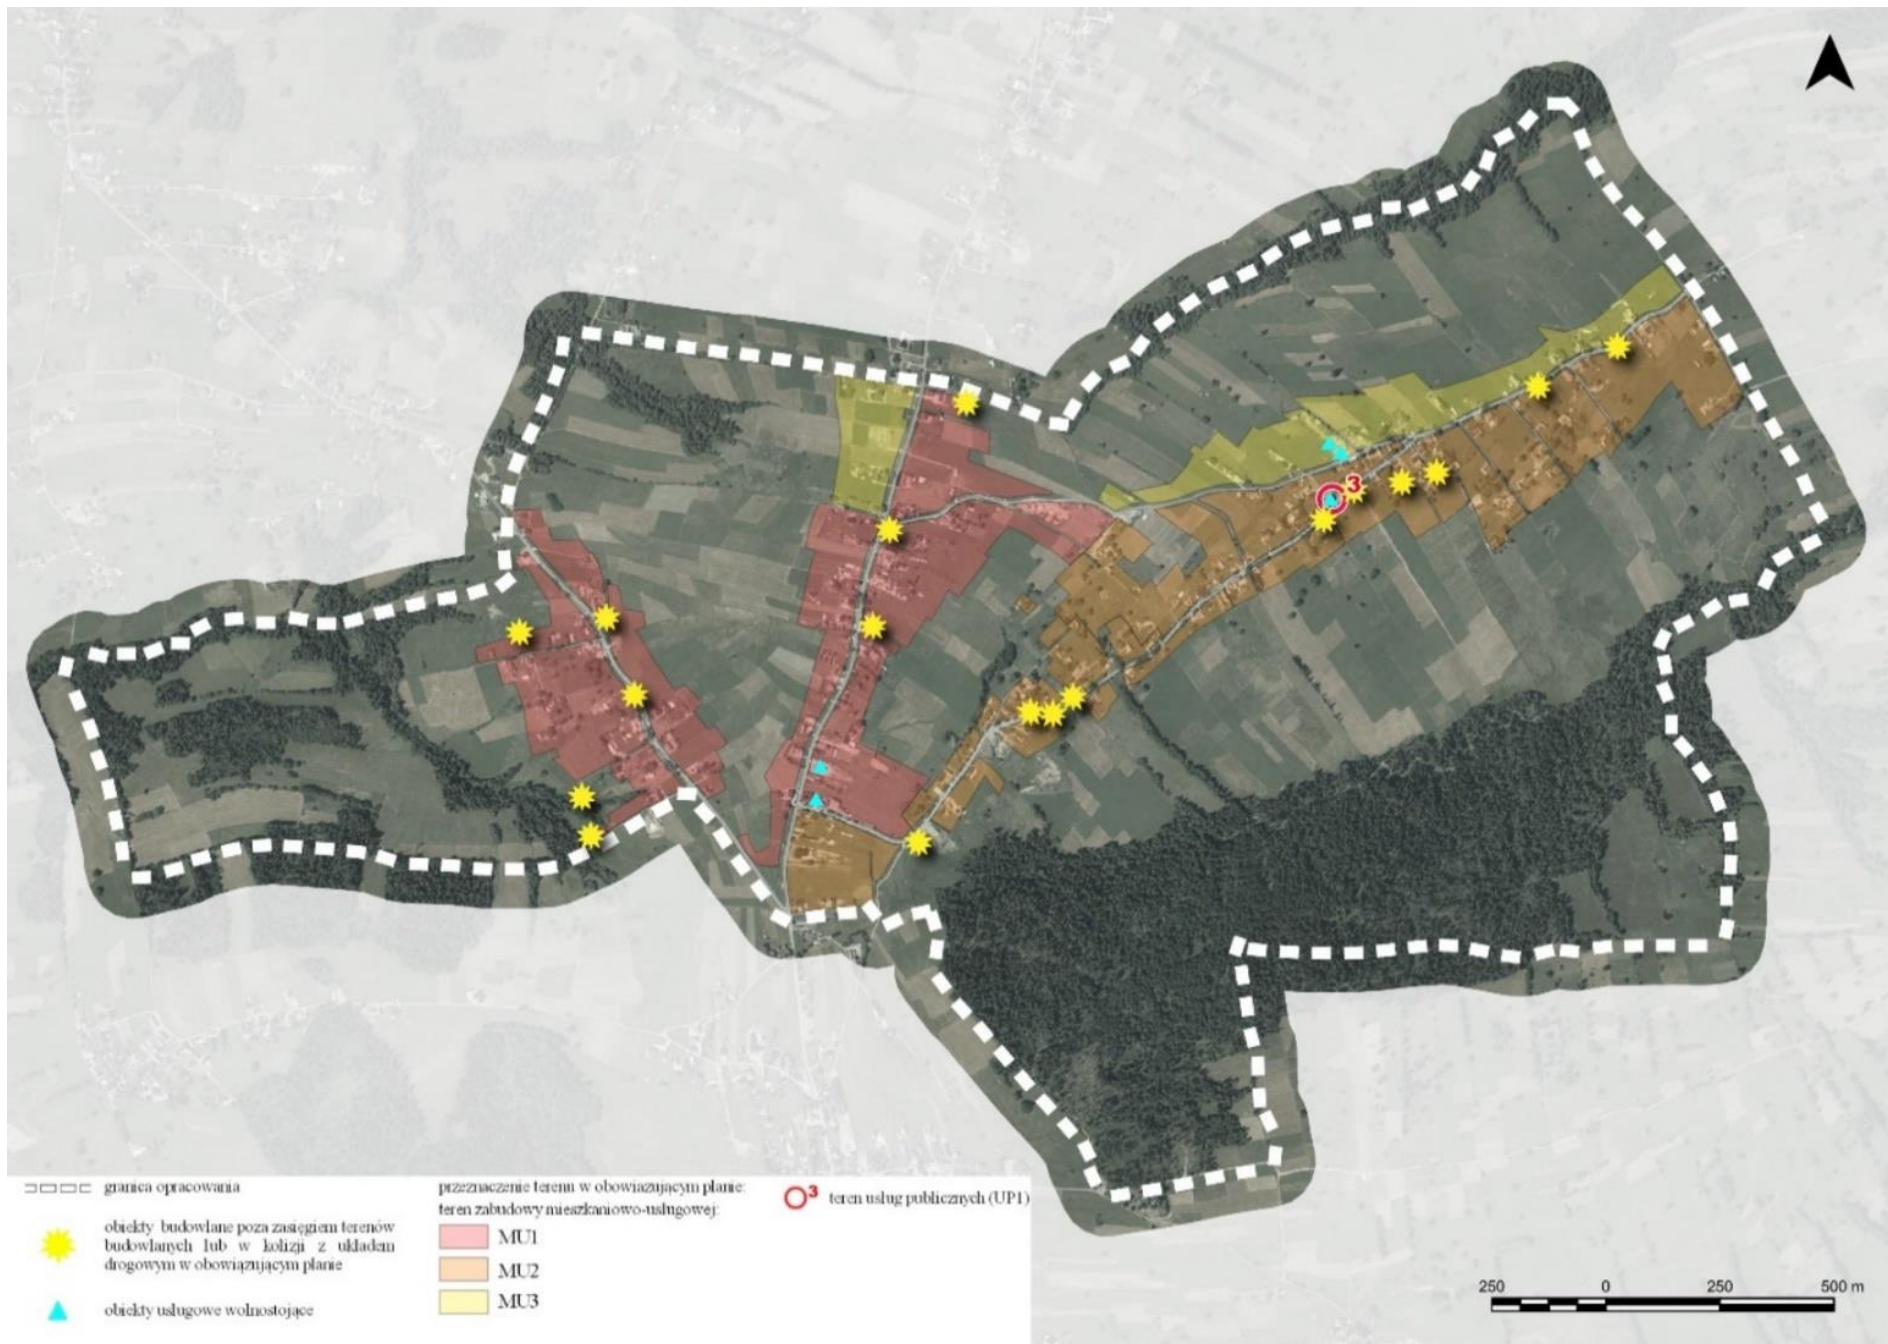 3
granica opracowania
obiekty budowlane poza zasięgiem terenów
budowlanych lub w kolizji z układem
drogowym w obowiąznującym planie
obiekty usługowe wolnostojące
przeznaczenie terenu w obowiązującym planie:
teren zabudowy mieszkaniowo-usługowej:
MU1
MU2
MU3
3 teren usług publicznych (UP1)
250 0 250 500 m